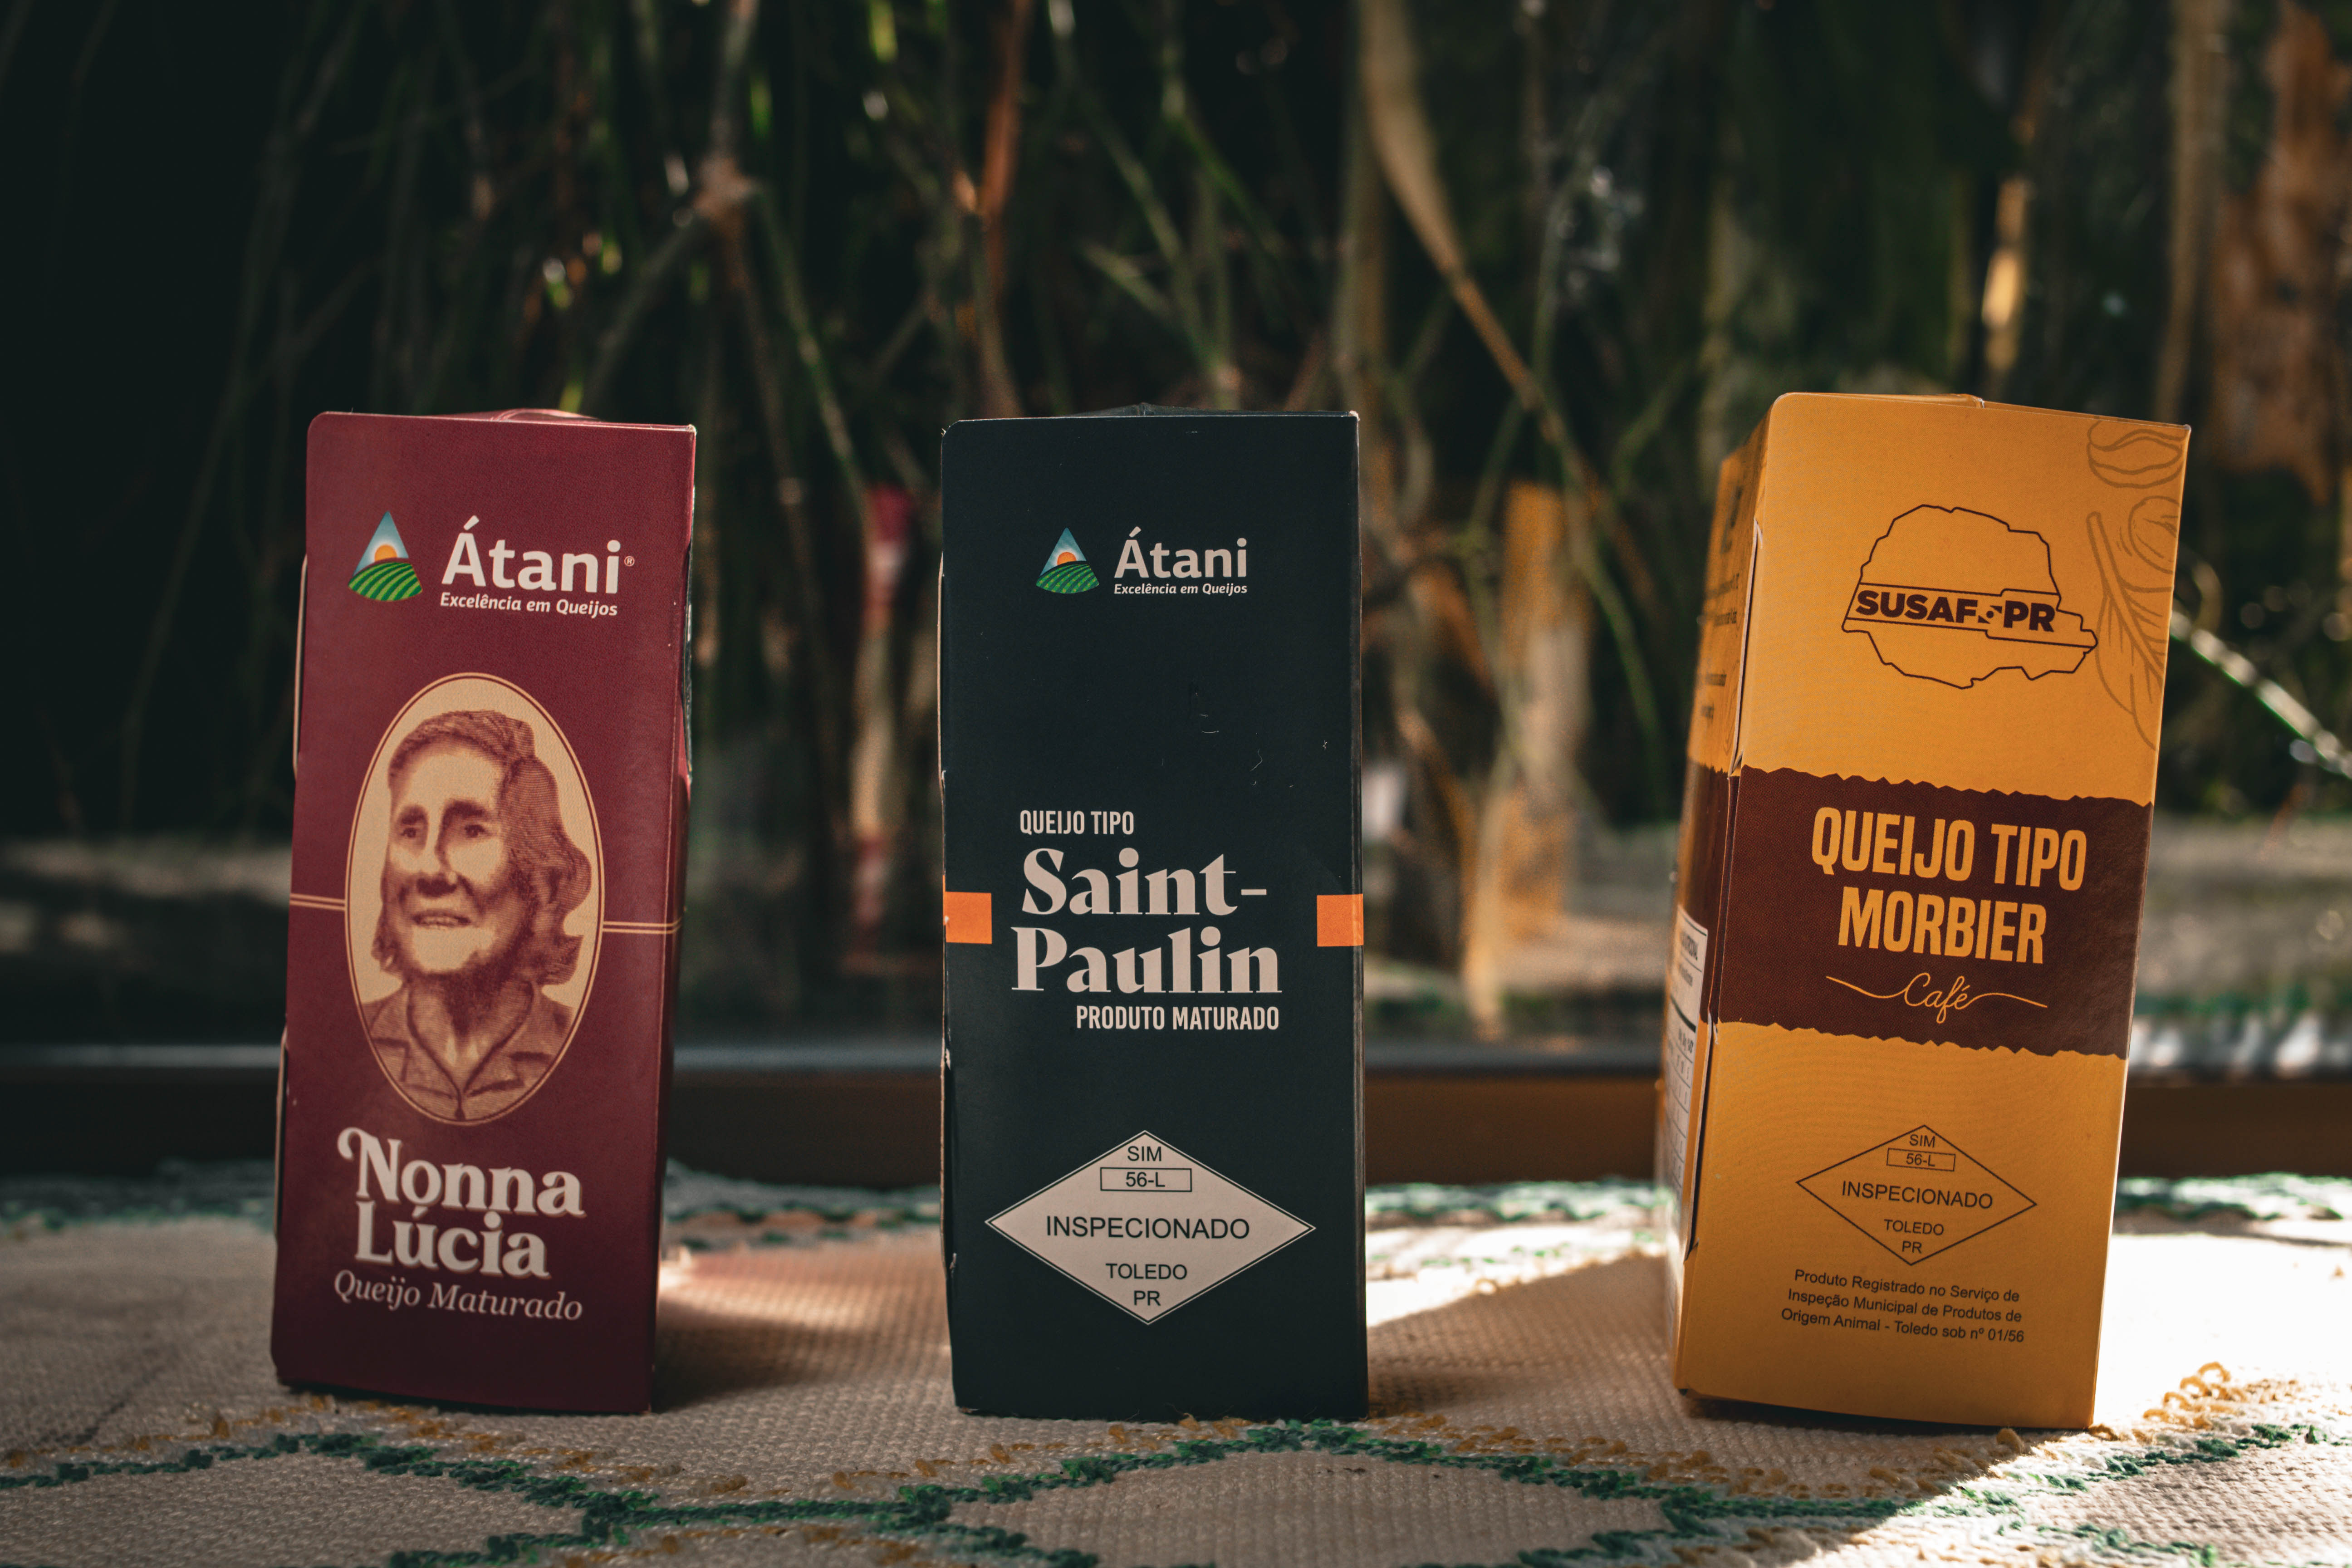 Átani®
Excelência em Queijos
Nonna
Lúcia
Queijo Maturado
Átani
Excelência em Queijos
QUEIJO TIPO
Saint-
Paulin
PRODUTO MATURADO
SIM
56-L
INSPECIONADO
TOLEDO
PR
SUSAF PR
QUEIJO TIPO
MORBIER
Café
SIM
56-L
INSPECIONADO
TOLEDO
PR
Produto Registrado no Serviço de
Inspeção Municipal de Produtos de
Origem Animal - Toledo sob nº 01/56